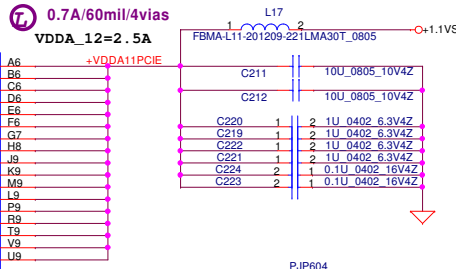 L 0.7A/60mil/4vias
VDDA_12=2.5A
L17
1 2
FBMA-L11-201209-221LMA30T_0805
+1.1VS
+VDDA11PCIE
A6
B6
C6
D6
E6
F6
G7
H8
J9
K9
M9
L9
P9
R9
T9
V9
U9
C211 10U_0805_10V4Z
C212 10U_0805_10V4Z
C220 1 2 1U_0402_6.3V4Z
C219 1 2 1U_0402_6.3V4Z
C222 1 2 1U_0402_6.3V4Z
C221 1 2 1U_0402_6.3V4Z
C224 2 1 0.1U_0402_16V4Z
C223 2 1 0.1U_0402_16V4Z
PJP604